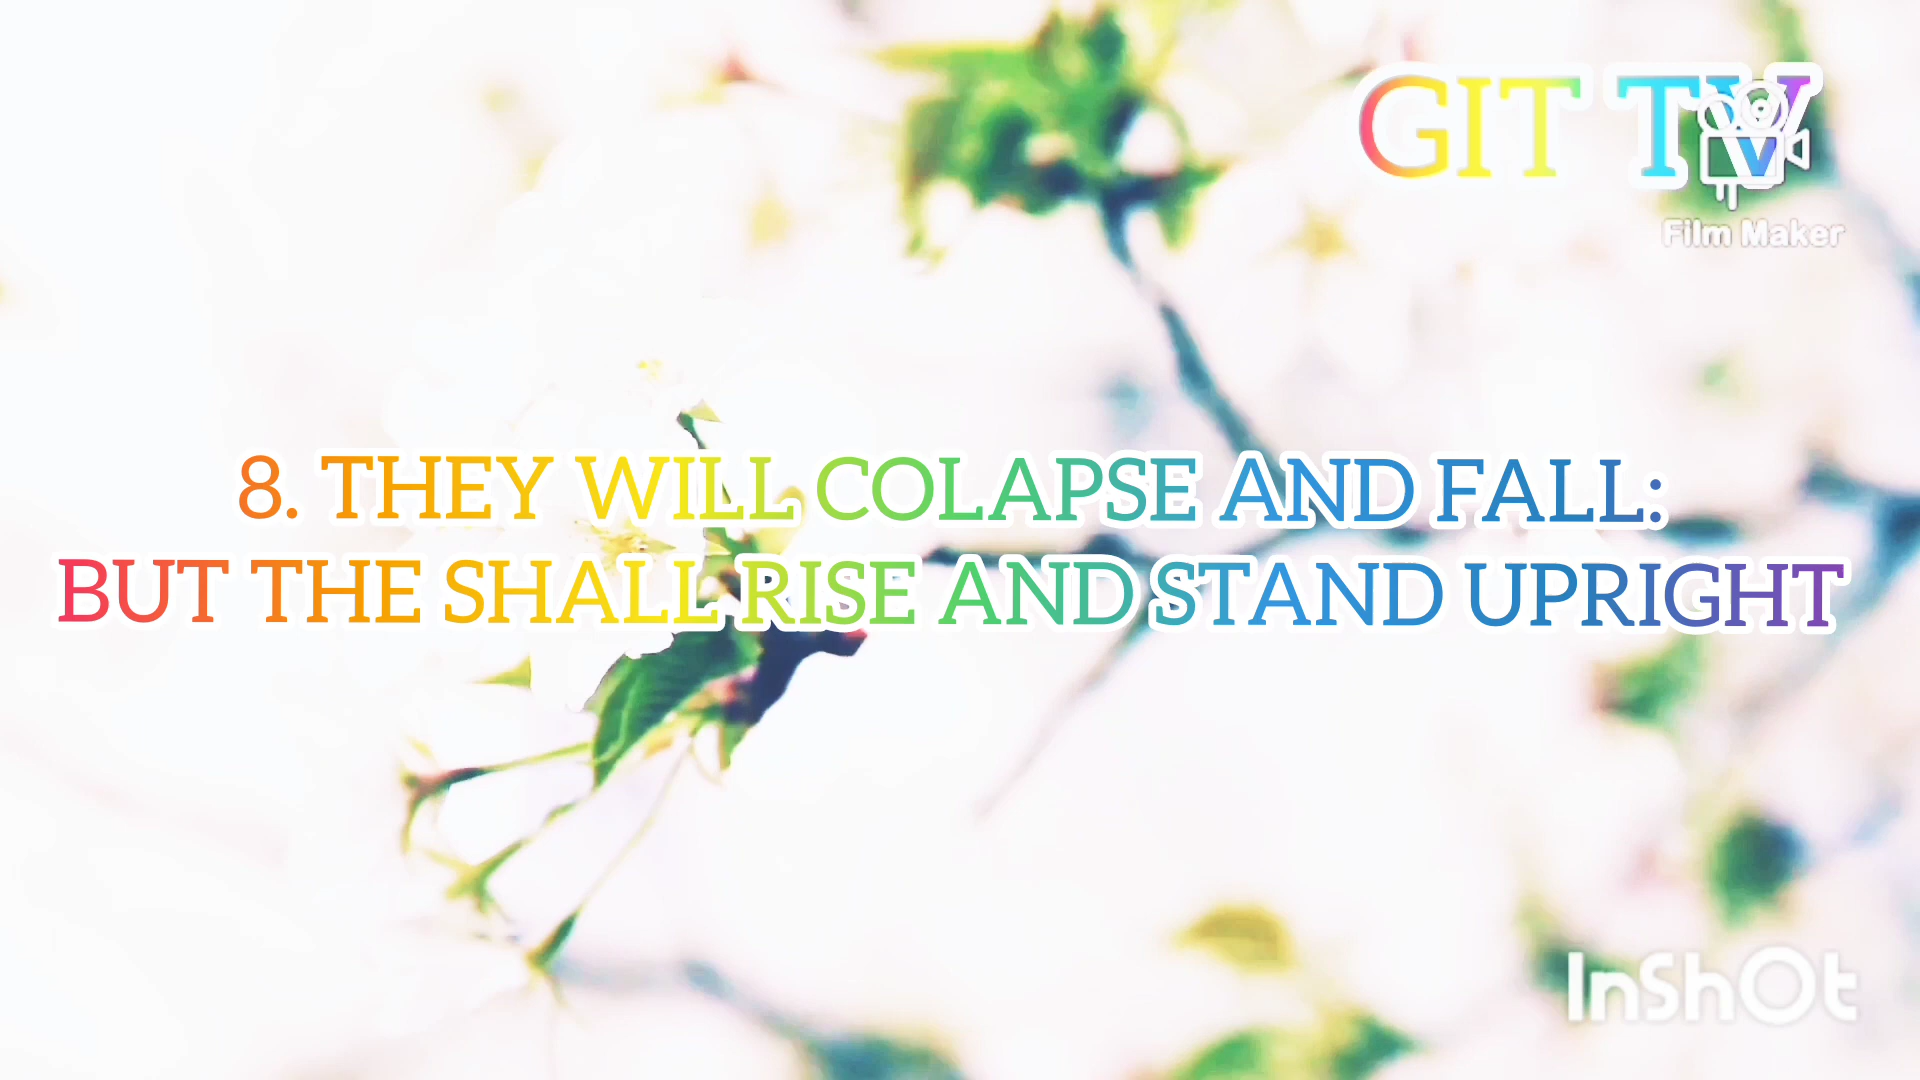 GIT TV
Film Maker
8. THEY WILL COLAPSE AND FALL:
BUT THE SHALL RISE AND STAND UPRIGHT
InShOt